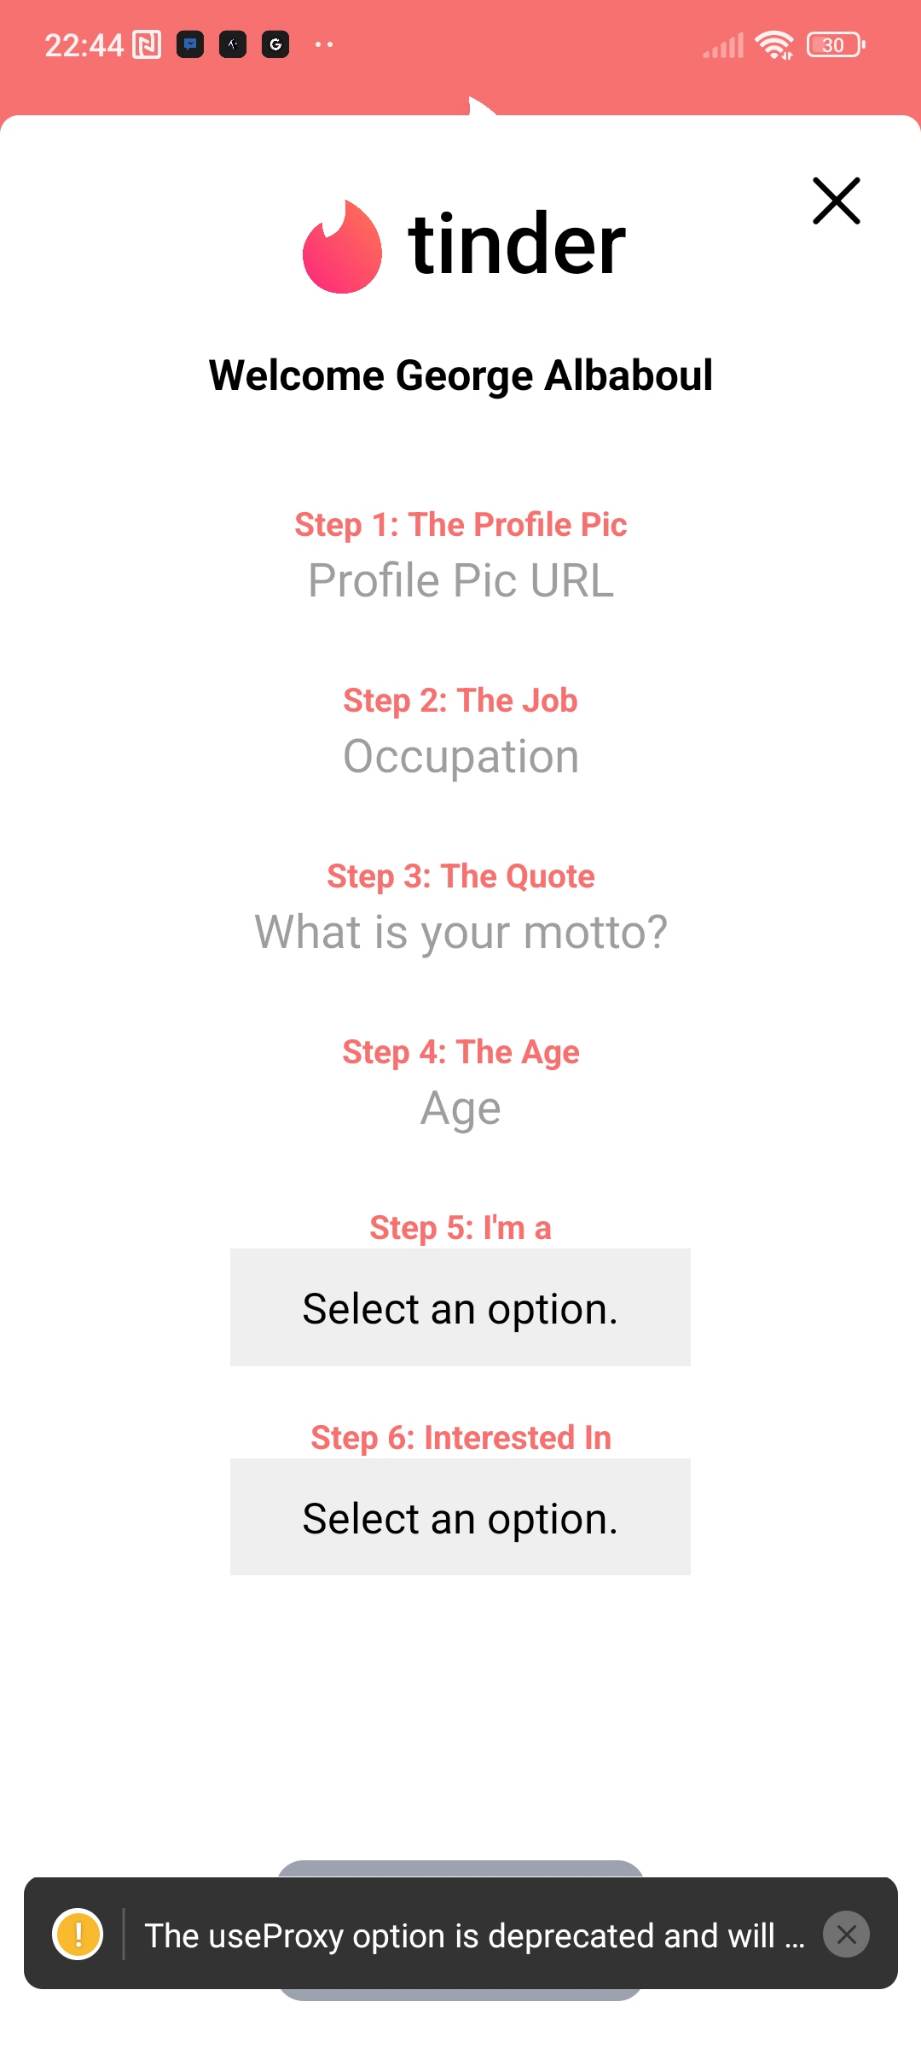 22:44
30
tinder
Welcome George Albaboul
Step 1: The Profile Pic
Profile Pic URL
Step 2: The Job
Occupation
Step 3: The Quote
What is your motto?
Step 4: The Age
Age
Step 5: I'm a
Select an option.
Step 6: Interested In
Select an option.
The useProxy option is deprecated and will ...